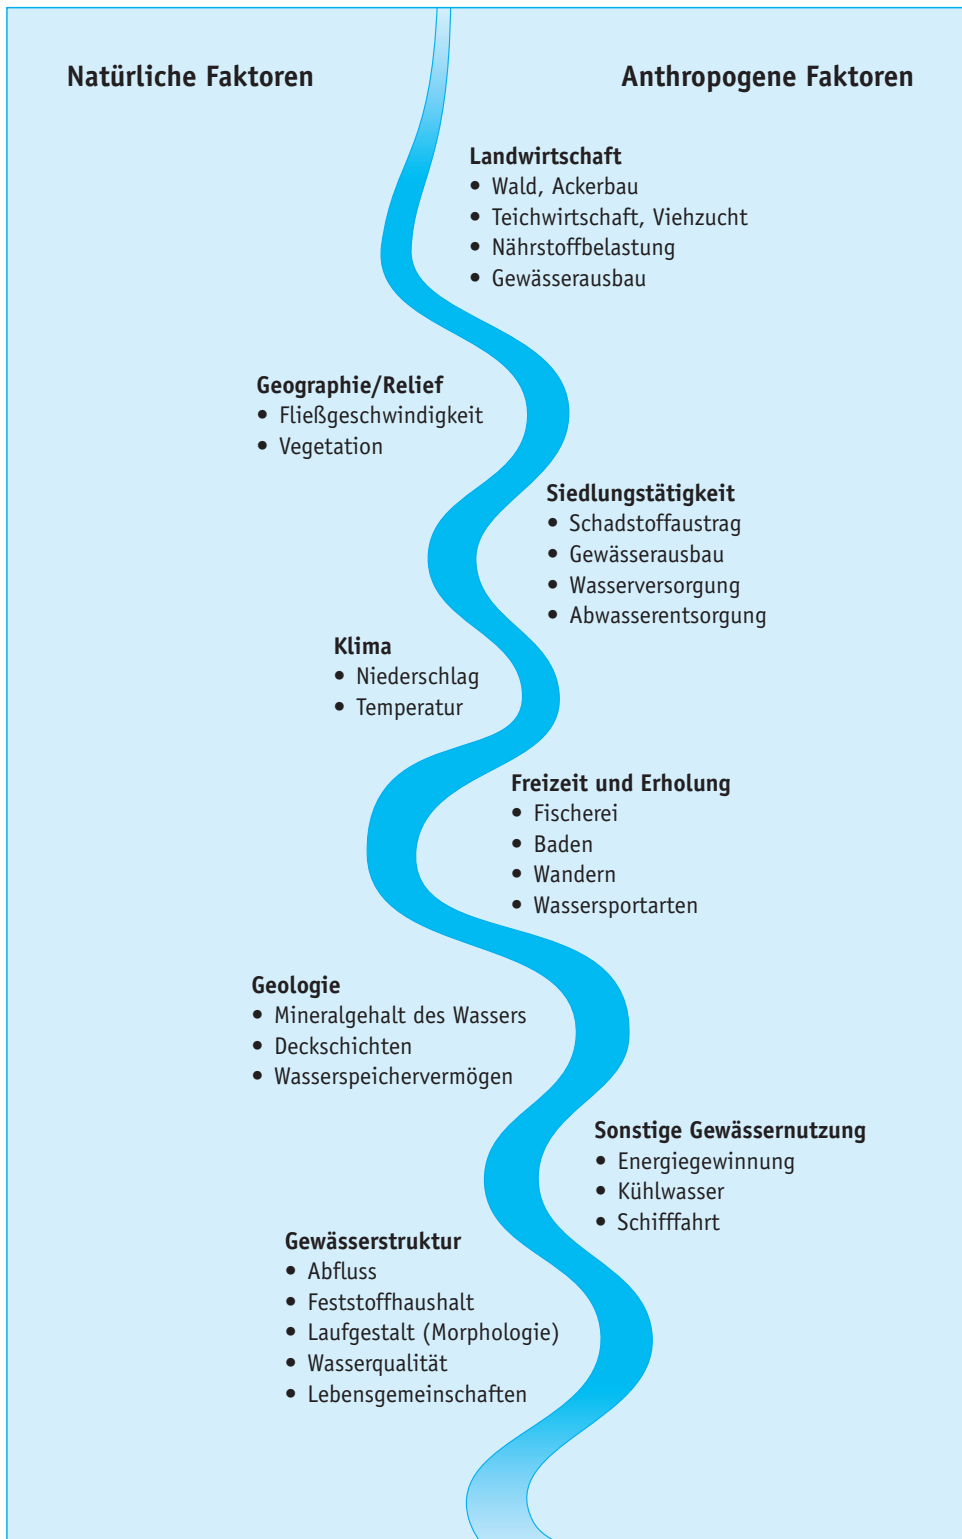 Natürliche Faktoren
Anthropogene Faktoren
Landwirtschaft
• Wald, Ackerbau
• Teichwirtschaft, Viehzucht
• Nährstoffbelastung
• Gewässerausbau
Geographie/Relief
• Fließgeschwindigkeit
• Vegetation
Siedlungstätigkeit
• Schadstoffaustrag
• Gewässerausbau
• Wasserversorgung
• Abwasserentsorgung
Klima
• Niederschlag
• Temperatur
Freizeit und Erholung
• Fischerei
• Baden
• Wandern
• Wassersportarten
Geologie
• Mineralgehalt des Wassers
• Deckschichten
• Wasserspeichervermögen
Sonstige Gewässernutzung
• Energiegewinnung
• Kühlwasser
• Schifffahrt
Gewässerstruktur
• Abfluss
• Feststoffhaushalt
• Laufgestalt (Morphologie)
• Wasserqualität
• Lebensgemeinschaften